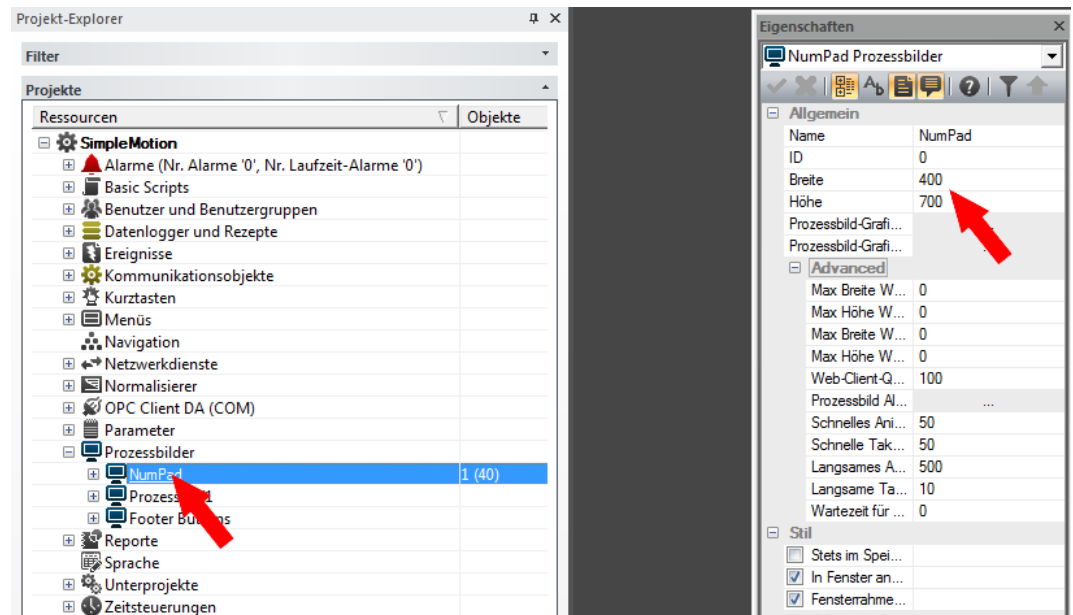 Projekt-Explorer
Filter
Projekte
Ressourcen Objekte
SimpleMotion
Alarme (Nr. Alarme '0', Nr. Laufzeit-Alarme '0')
Basic Scripts
Benutzer und Benutzergruppen
Datenlogger und Rezepte
Ereignisse
Kommunikationsobjekte
Kurztasten
Menüs
Navigation
Netzwerkdienste
Normalisierer
OPC Client DA (COM)
Parameter
Prozessbilder
NumPad 1 (40)
Footer
Reporte
Sprache
Unterprojekte
Zeitsteuerungen
Eigenschaften
NumPad Prozessbilder
Allgemein
Name NumPad
ID 0
Breite 400
Höhe 700
Prozessbild-Grafi...
Prozessbild-Grafi... ...
Advanced
Max Breite W... 0
Max Höhe W... 0
Max Breite W... 0
Max Höhe W... 0
Web-Client-Q... 100
Prozessbild Al... ...
Schnelles Ani... 50
Schnelle Tak... 50
Langsames A... 500
Langsame Ta... 10
Wartezeit für ... 0
Stil
Stets im Spei...
In Fenster an...
Fensterrahme...